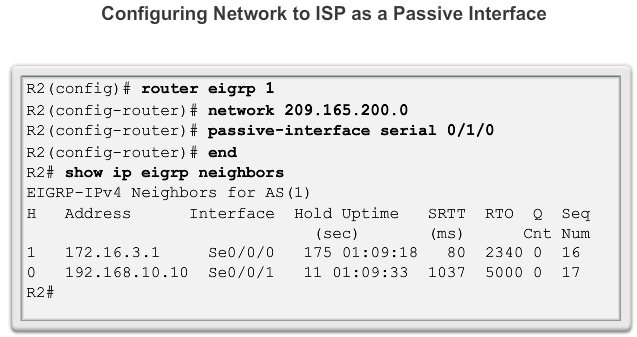 Configuring Network to ISP as a Passive Interface
R2(config)# router eigrp 1
R2(config-router)# network 209.165.200.0
R2(config-router)# passive-interface serial 0/1/0
R2(config-router)# end
R2# show ip eigrp neighbors
EIGRP-IPv4 Neighbors for AS(1)
H Address Interface Hold Uptime SRTT RTO Q Seq
(sec) (ms) Cnt Num
1 172.16.3.1 Se0/0/0 175 01:09:18 80 2340 0 16
0 192.168.10.10 Se0/0/1 11 01:09:33 1037 5000 0 17
R2#